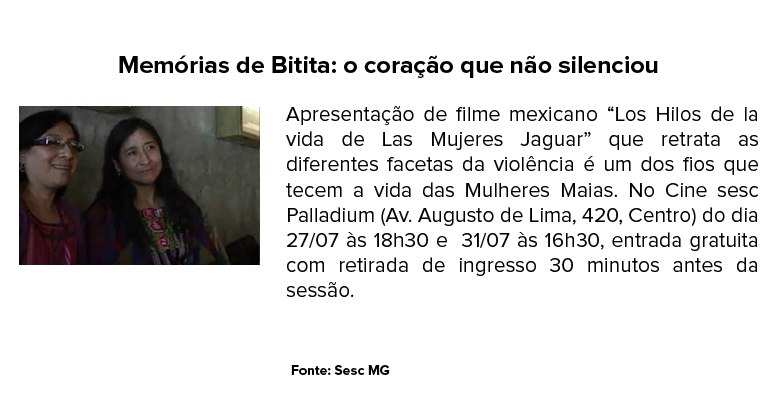 Memórias de Bitita: o coração que não silenciou
Apresentação de filme mexicano “Los Hilos de la
vida de Las Mujeres Jaguar” que retrata as
diferentes facetas da violência é um dos fios que
tecem a vida das Mulheres Maias. No Cine sesc
Palladium (Av. Augusto de Lima, 420, Centro) do dia
27/07 às 18h30 e  31/07 às 16h30, entrada gratuita
com retirada de ingresso 30 minutos antes da
sessão.
Fonte: Sesc MG